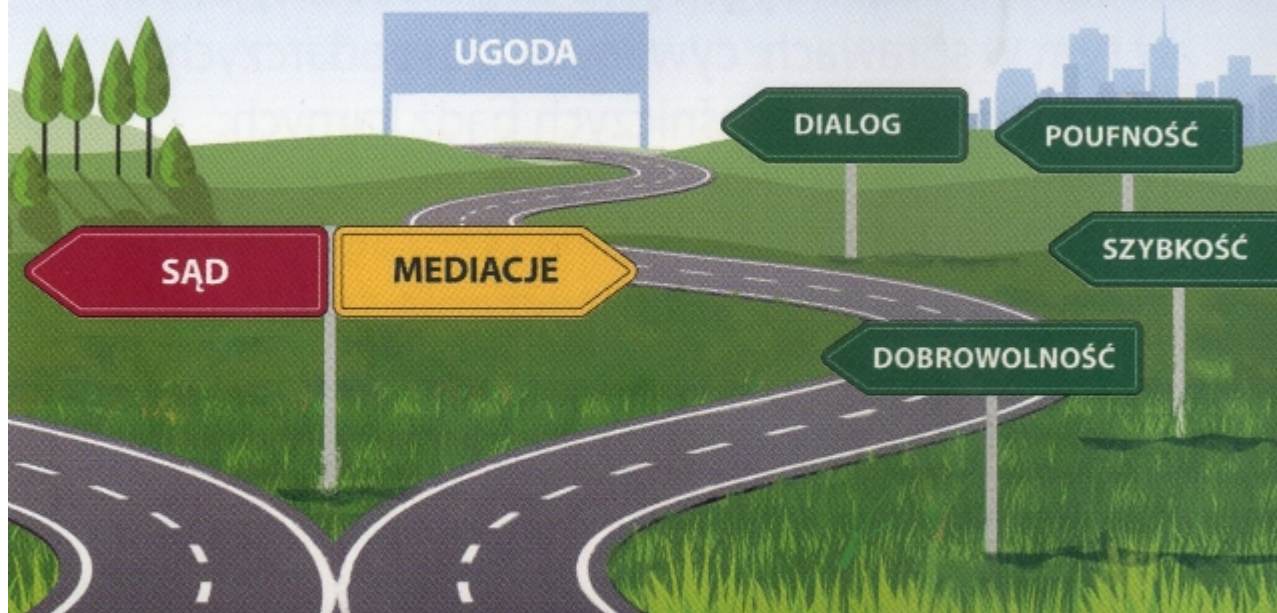 UGODA
DIALOG
POUFNOŚĆ
SĄD
MEDIACJE
SZYBKOŚĆ
DOBROWOLNOŚĆ